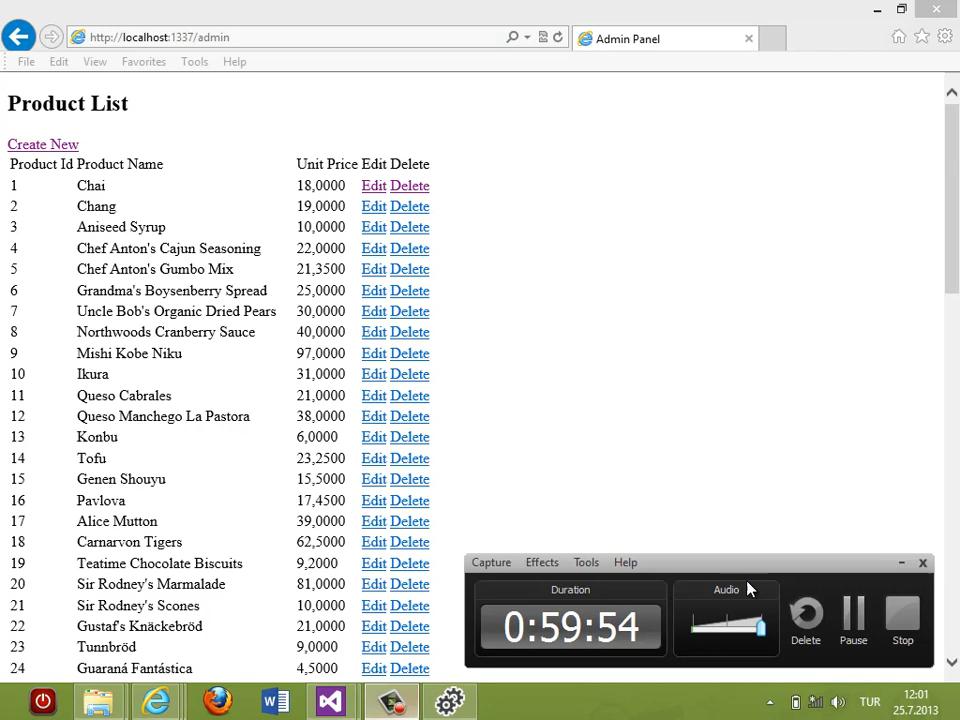 http://localhost:1337/admin
Admin Panel
File Edit View Favorites Tools Help
Product List
Create New
Product Id Product Name Unit Price Edit Delete
1 Chai 18,0000 Edit Delete
2 Chang 19,0000 Edit Delete
3 Aniseed Syrup 10,0000 Edit Delete
4 Chef Anton's Cajun Seasoning 22,0000 Edit Delete
5 Chef Anton's Gumbo Mix 21,3500 Edit Delete
6 Grandma's Boysenberry Spread 25,0000 Edit Delete
7 Uncle Bob's Organic Dried Pears 30,0000 Edit Delete
8 Northwoods Cranberry Sauce 40,0000 Edit Delete
9 Mishi Kobe Niku 97,0000 Edit Delete
10 Ikura 31,0000 Edit Delete
11 Queso Cabrales 21,0000 Edit Delete
12 Queso Manchego La Pastora 38,0000 Edit Delete
13 Konbu 6,0000 Edit Delete
14 Tofu 23,2500 Edit Delete
15 Genen Shouyu 15,5000 Edit Delete
16 Pavlova 17,4500 Edit Delete
17 Alice Mutton 39,0000 Edit Delete
18 Carnarvon Tigers 62,5000 Edit Delete
19 Teatime Chocolate Biscuits 9,2000 Edit Delete
20 Sir Rodney's Marmalade 81,0000 Edit Delete
21 Sir Rodney's Scones 10,0000 Edit Delete
22 Gustaf's Knäckebröd 21,0000 Edit Delete
23 Tunnbröd 9,0000 Edit Delete
24 Guaraná Fantástica 4,5000 Edit Delete
Capture Effects Tools Help
Duration
0:59:54
Audio
Delete
Pause
Stop
TUR
12:01
25.7.2013